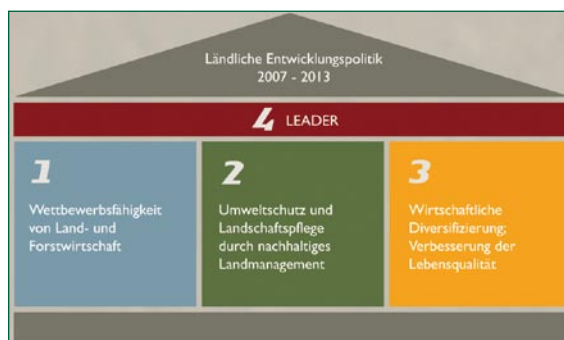 Ländliche Entwicklungspolitik
2007 - 2013
4 LEADER
1
Wettbewerbsfähigkeit
von Land- und
Forstwirtschaft
2
Umweltschutz und
Landschaftspflege
durch nachhaltiges
Landmanagement
3
Wirtschaftliche
Diversifizierung;
Verbesserung der
Lebensqualität